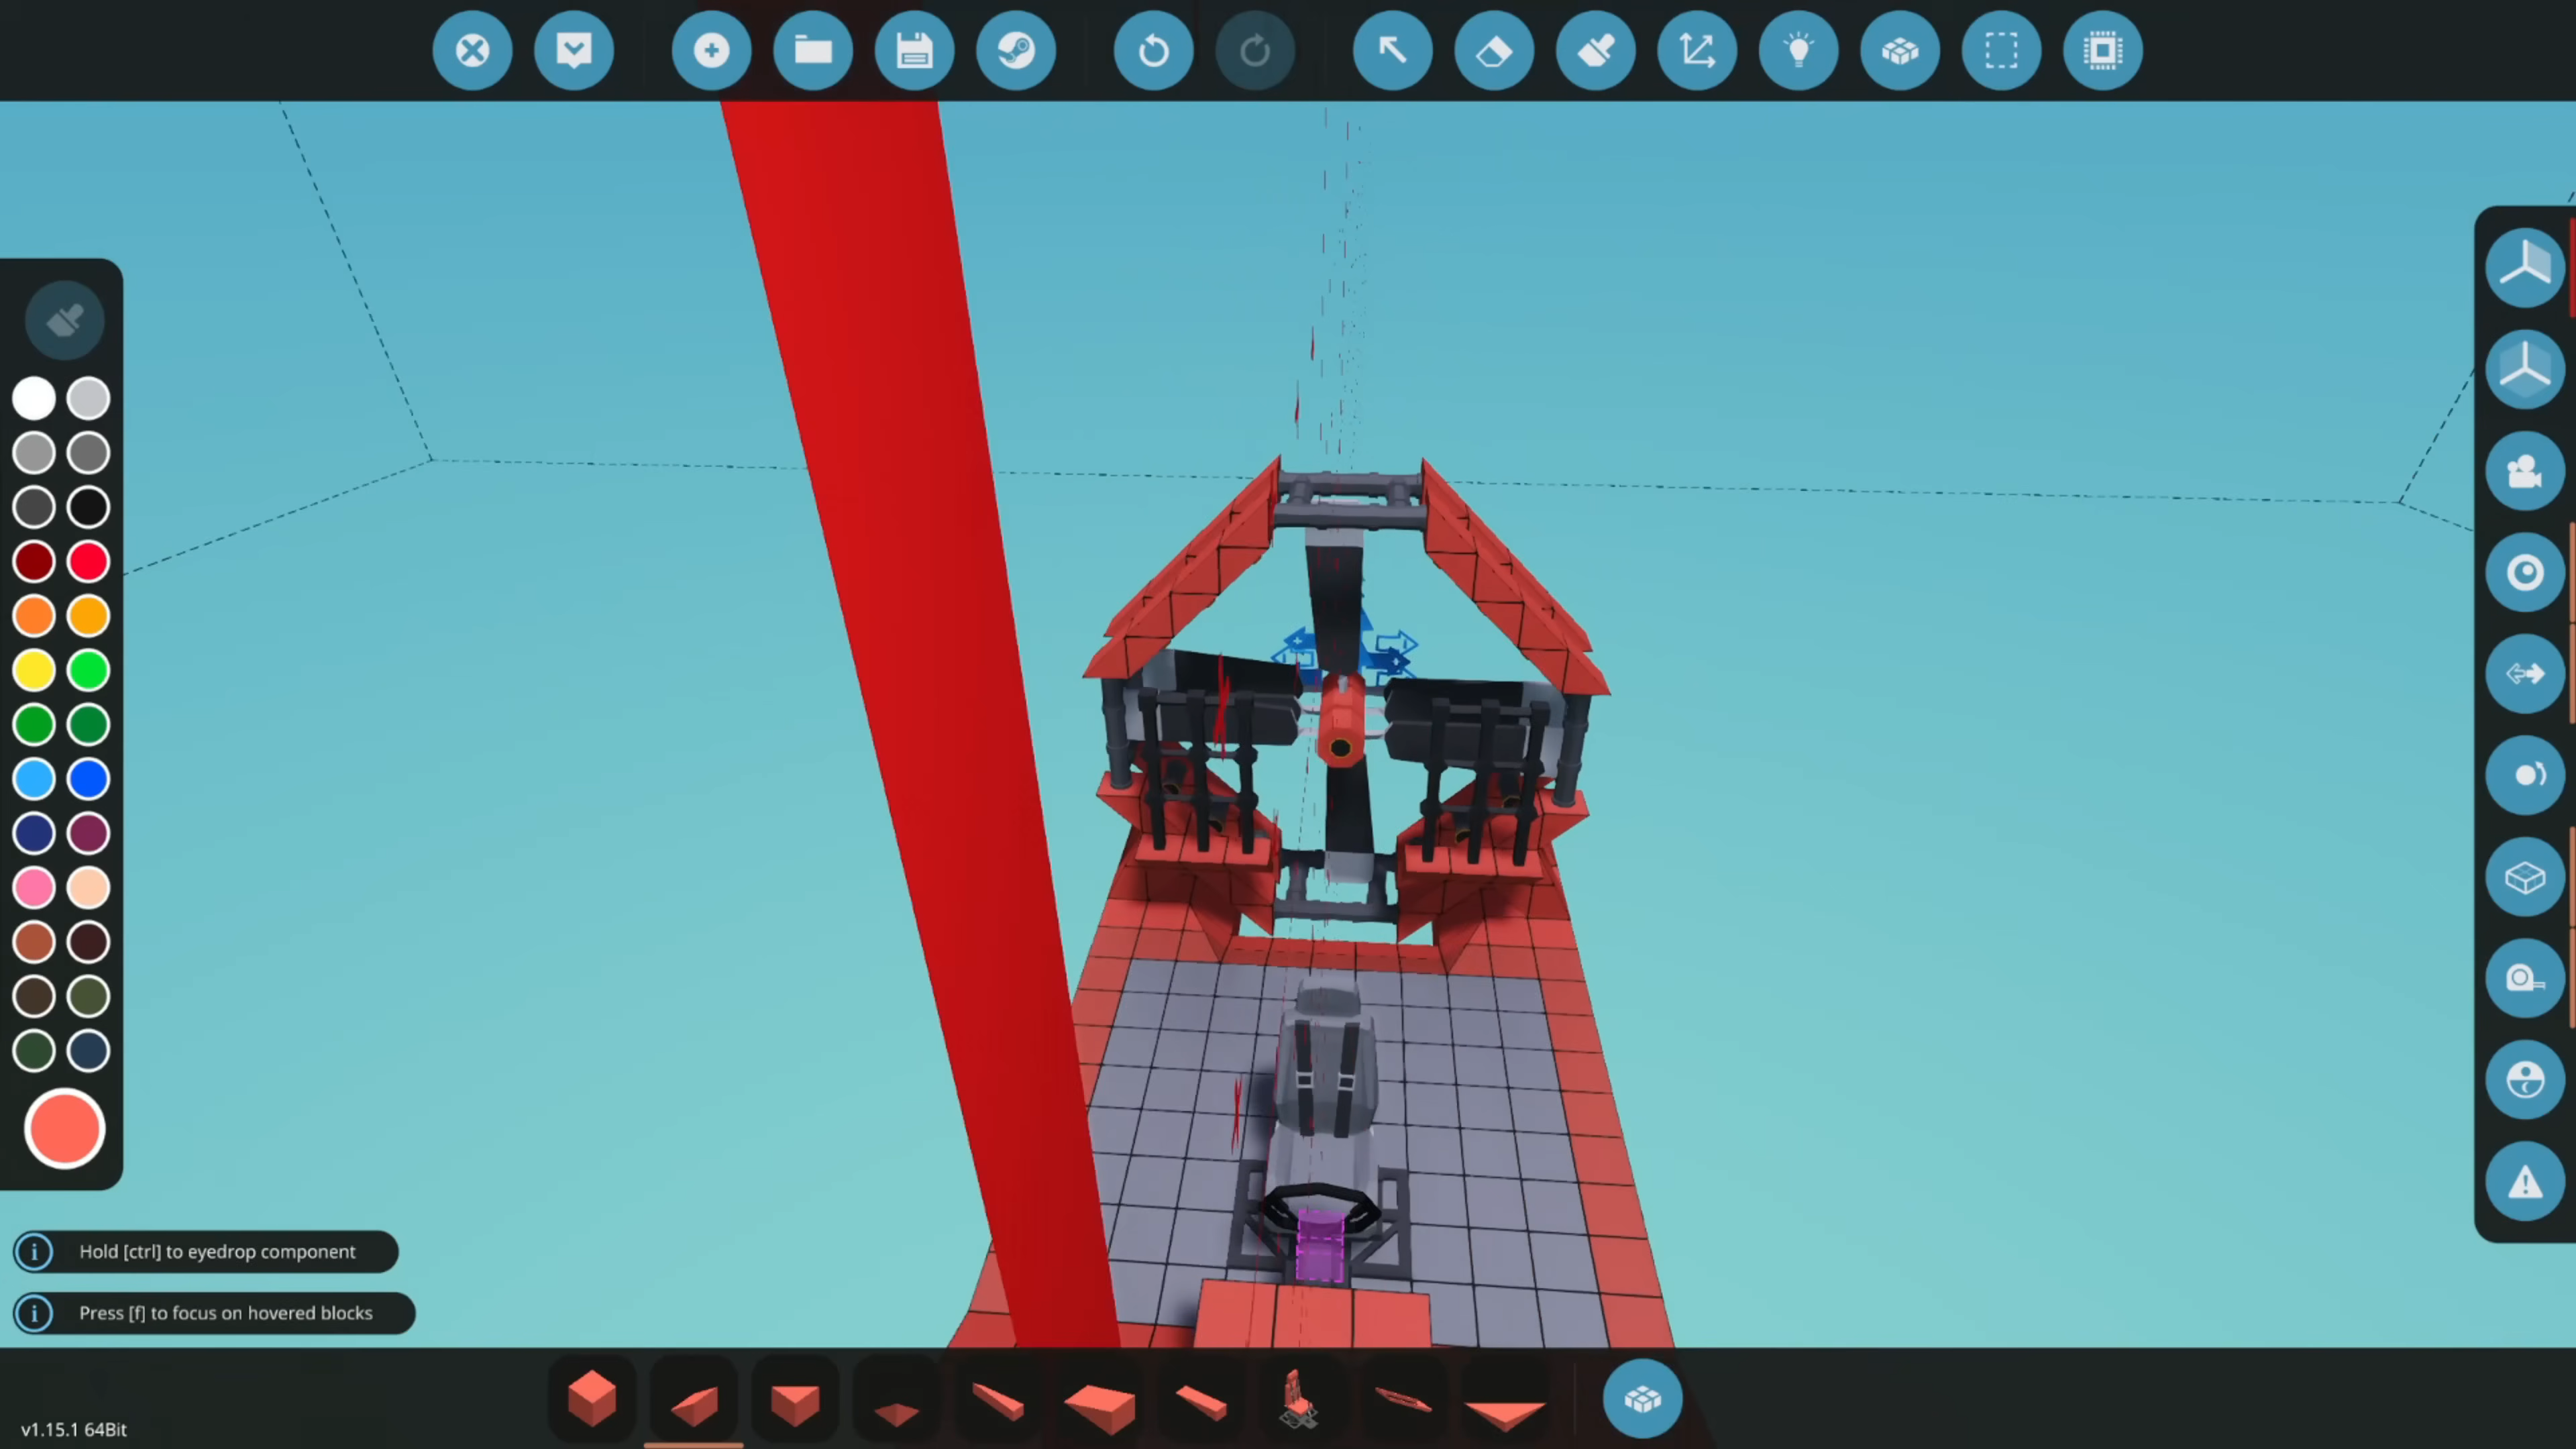 Hold [ctrl] to eyedrop component
Press [f] to focus on hovered blocks
v1.15.1 64Bit